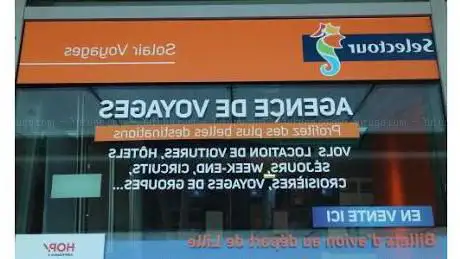 Selectour
Solair Voyages
AGENCE DE VOYAGES
Profitez des plus belles destinations
VOLS, LOCATION DE VOITURES, HÔTELS
SÉJOURS, WEEK-END, CIRCUITS,
CROISIÈRES, VOYAGES DE GROUPES...
EN VENTE ICI
Billets d'avion au départ de Lille
HOP!